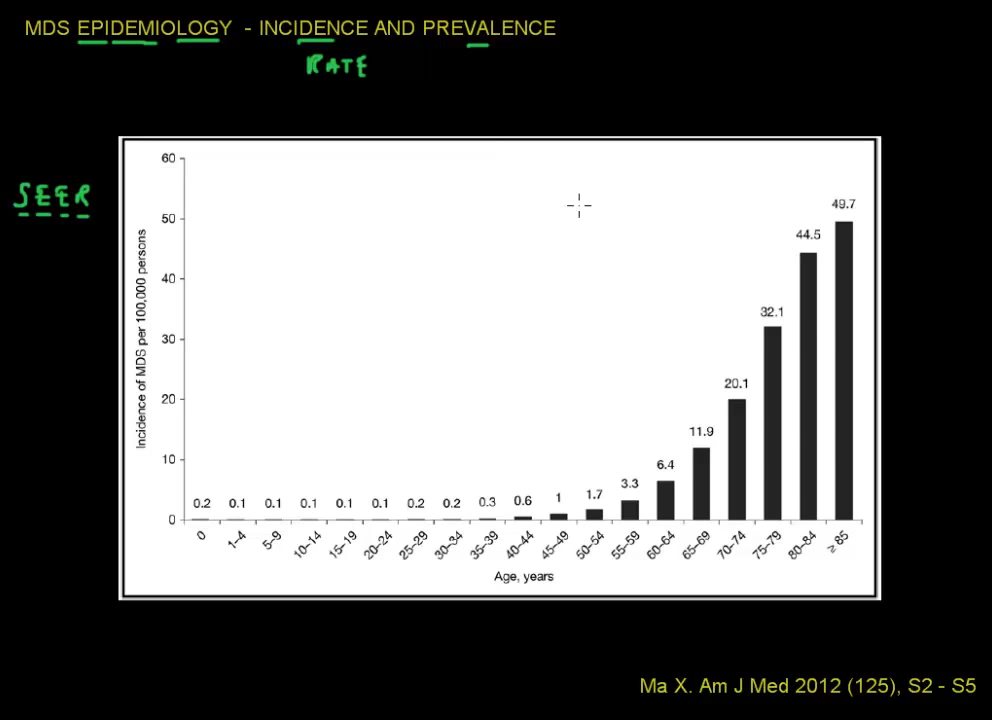 MDS EPIDEMIOLOGY - INCIDENCE AND PREVALENCE
RATE
SEER
Incidence of MDS per 100,000 persons
60
50
40
30
20
10
0
0.2 0.1 0.1 0.1 0.1 0.1 0.2 0.2 0.3 0.6 1 1.7 3.3 6.4 11.9 20.1 32.1 44.5 49.7
0 1–4 5–9 10–14 15–19 20–24 25–29 30–34 35–39 40–44 45–49 50–54 55–59 60–64 65–69 70–74 75–79 80–84 ≥ 85
Age, years
Ma X. Am J Med 2012 (125), S2 - S5